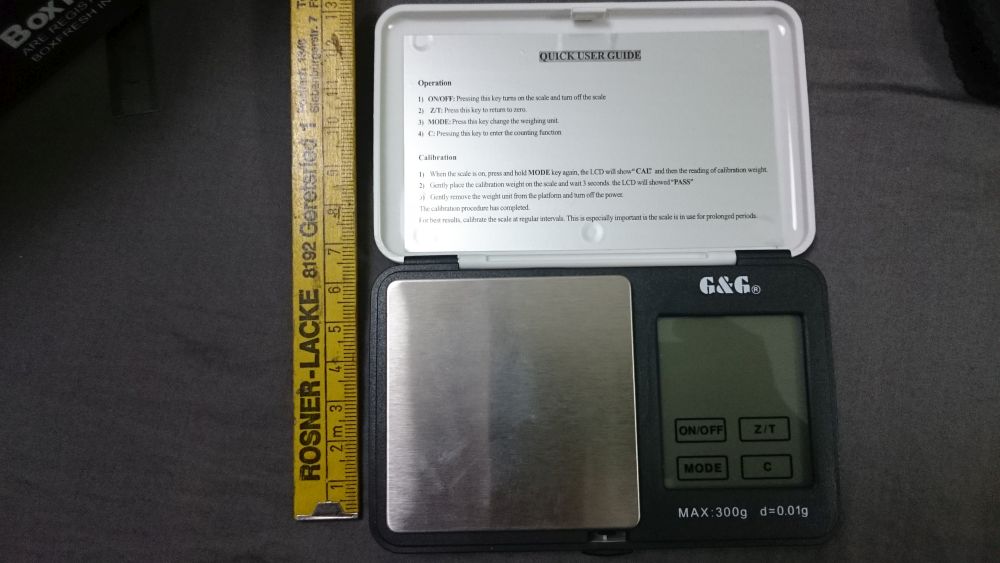 BOX
ARE REGIS
BOXFRESH IN
QUICK USER GUIDE
Operation
1) ON/OFF: Pressing this key turns on the scale and turn off the scale
2) Z/T: Press this key to return to zero.
3) MODE: Press this key change the weighing unit.
4) C: Pressing this key to enter the counting function
Calibration
1) When the scale is on, press and hold MODE key again, the LCD will show "CAL" and then the reading of calibration weight.
2) Gently place the calibration weight on the scale and wait 3 seconds the LCD will showed "PASS"
3) Gently remove the weight unit from the platform and turn off the power.
The calibration procedure has completed.
For best results, calibrate the scale at regular intervals. This is especially important is the scale is in use for prolonged periods
ROSNER-LACKE 8192 Geretsried 1
1 2 m 3 4 5 6 7 8 9 10 11 12 13
G&G®
ON/OFF Z/T
MODE C
MAX:300g d=0.01g